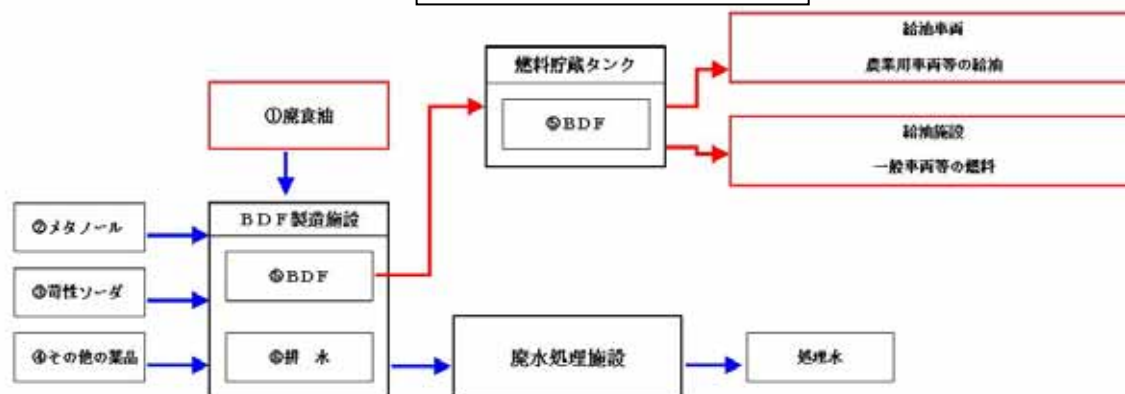 給油車両
農業用車両等の給油
燃料貯蔵タンク
⑤BDF
①廃食油
給油施設
一般車両等の燃料
BDF製造施設
②メタノール
⑤BDF
③苛性ソーダ
④その他の薬品
⑥排 水
廃水処理施設
処理水